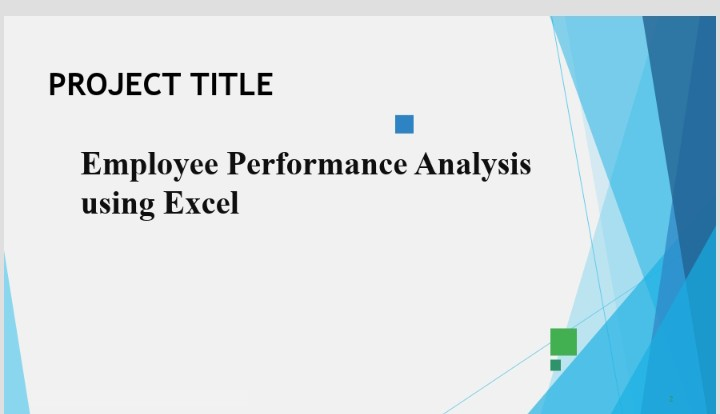 PROJECT TITLE
Employee Performance Analysis
using Excel